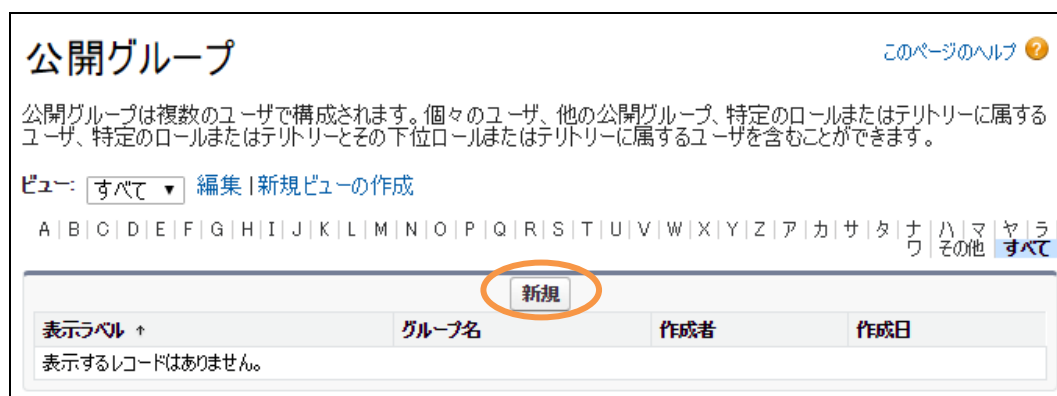 公開グループ
このページのヘルプ ?
公開グループは複数のユーザで構成されます。個々のユーザ、他の公開グループ、特定のロールまたはテリトリーに属する
ユーザ、特定のロールまたはテリトリーとその下位ロールまたはテリトリーに属するユーザを含むことができます。
ビュー: すべて ▼ 編集 | 新規ビューの作成
A | B | C | D | E | F | G | H | I | J | K | L | M | N | O | P | Q | R | S | T | U | V | W | X | Y | Z | ア | カ | サ | タ | ナ | ハ | マ | ヤ | ラ
ワ | その他 | すべて
新規
表示ラベル ↑ グループ名 作成者 作成日
表示するレコードはありません。